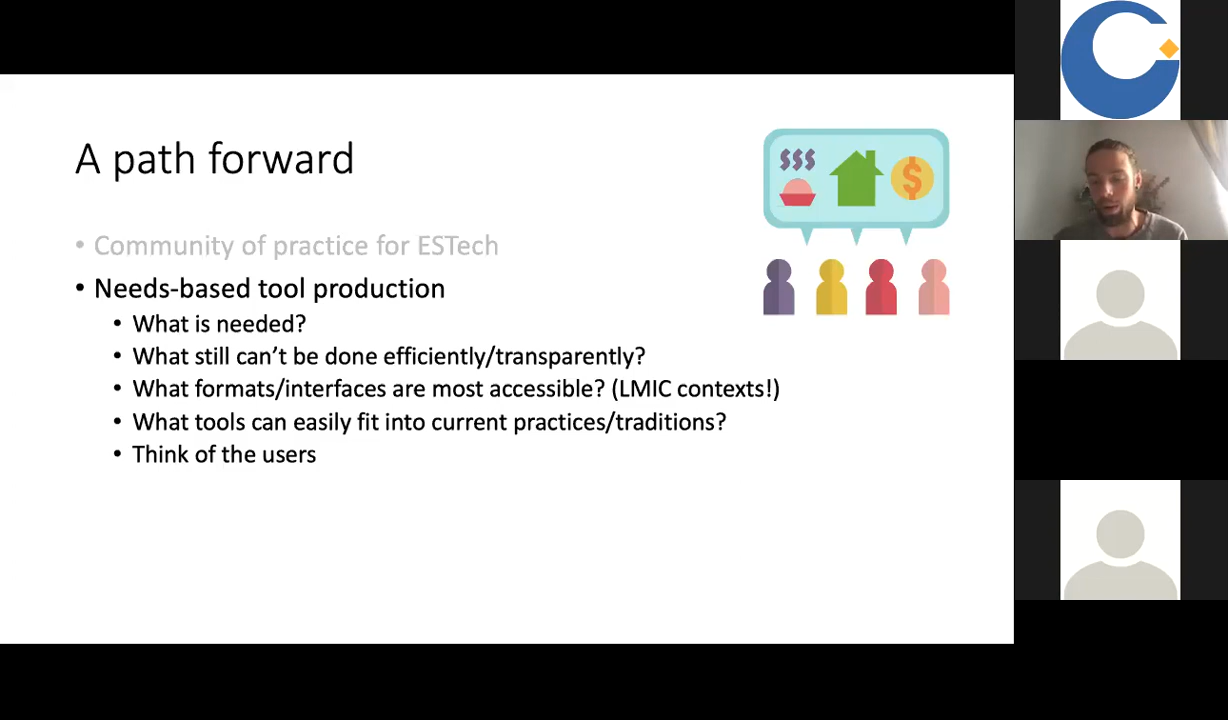 A path forward
• Community of practice for ESTech
• Needs-based tool production
• What is needed?
• What still can't be done efficiently/transparently?
• What formats/interfaces are most accessible? (LMIC contexts!)
• What tools can easily fit into current practices/traditions?
• Think of the users
$